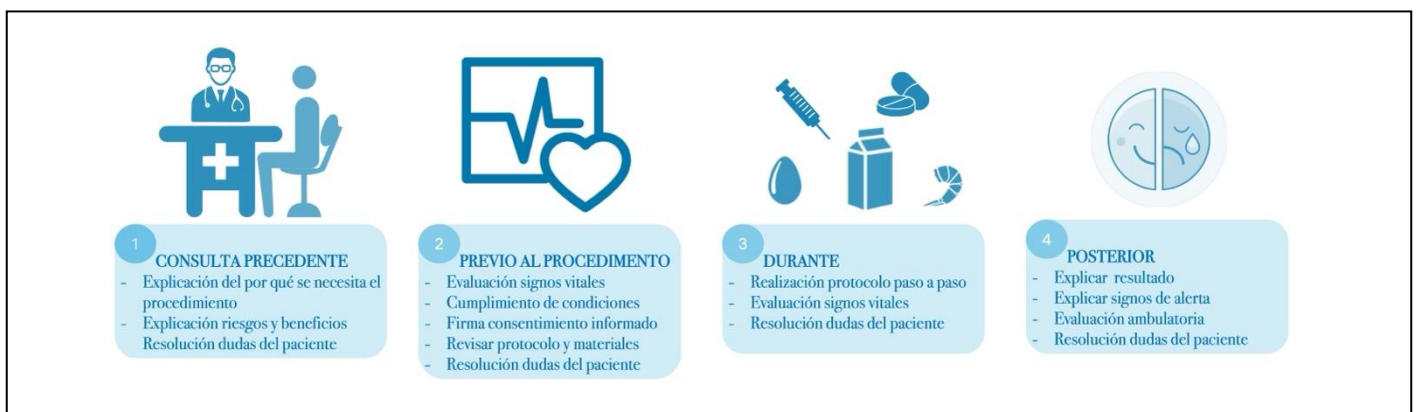 1
CONSULTA PRECEDENTE
- Explicación del por qué se necesita el
procedimiento
- Explicación riesgos y beneficios
Resolución dudas del paciente
2
PREVIO AL PROCEDIMENTO
- Evaluación signos vitales
- Cumplimiento de condiciones
- Firma consentimiento informado
- Revisar protocolo y materiales
- Resolución dudas del paciente
3
DURANTE
- Realización protocolo paso a paso
- Evaluación signos vitales
- Resolución dudas del paciente
4
POSTERIOR
- Explicar resultado
- Explicar signos de alerta
- Evaluación ambulatoria
- Resolución dudas del paciente